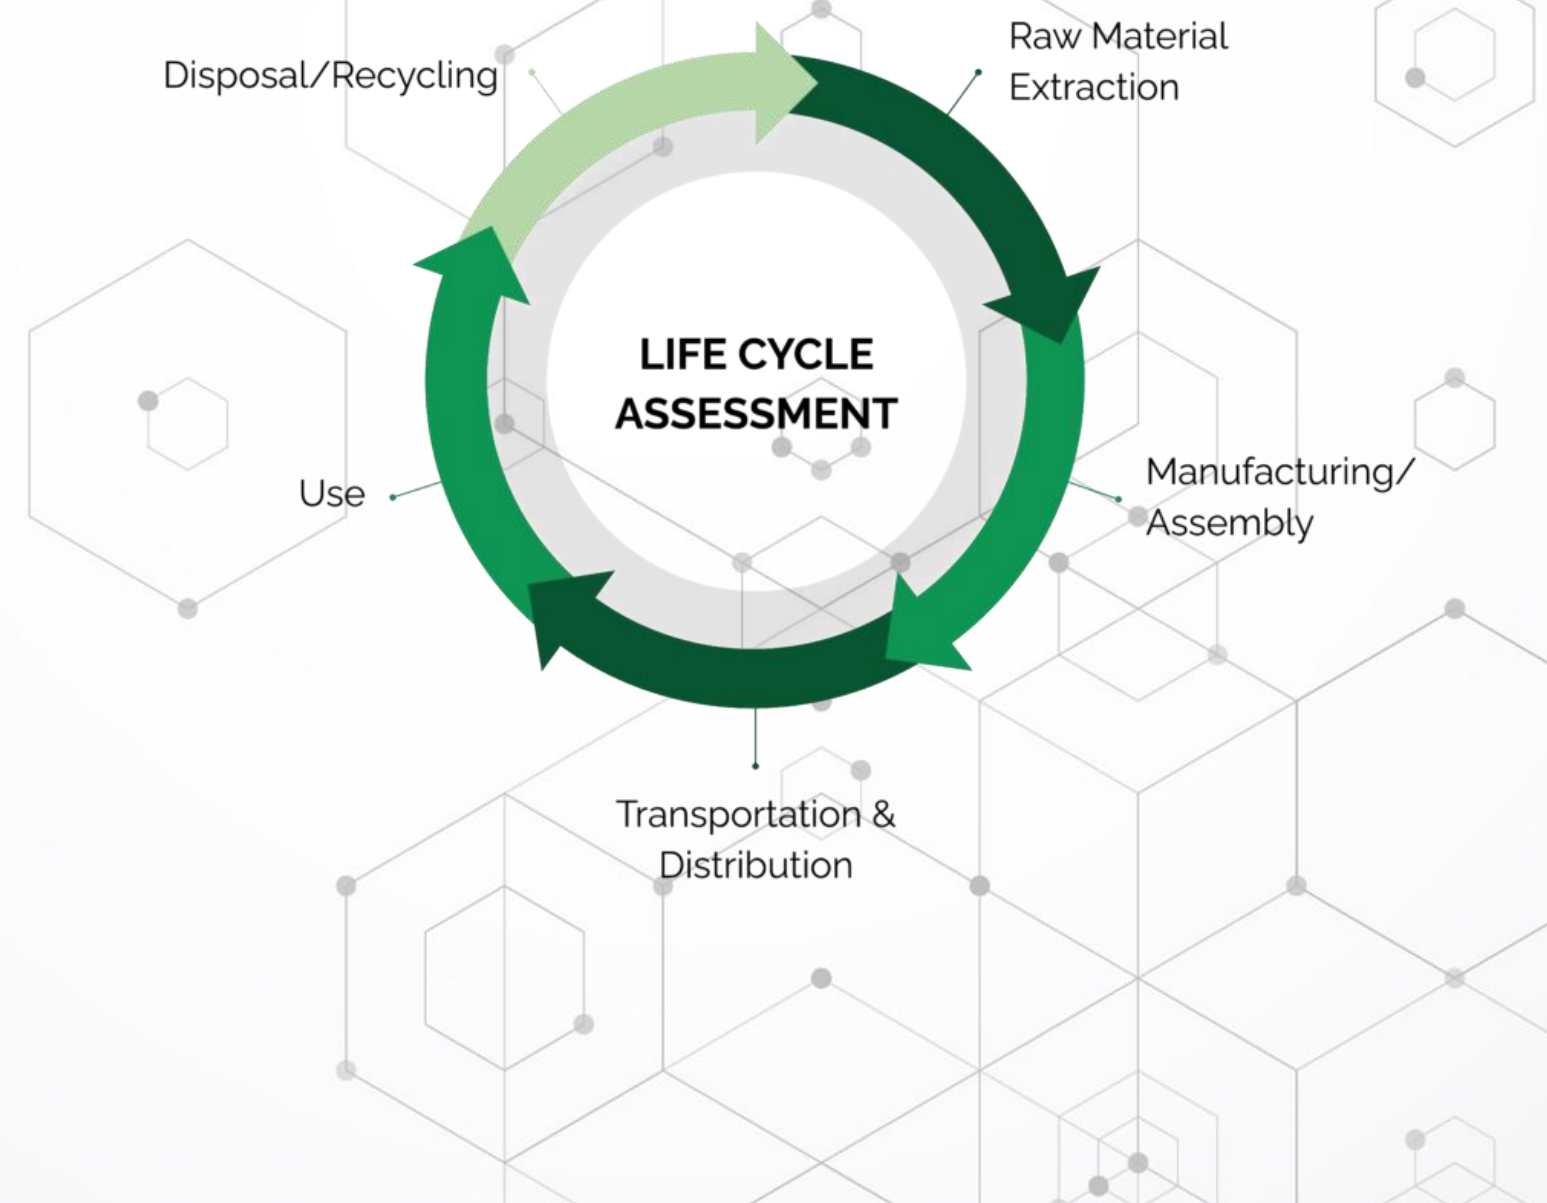 Disposal/Recycling
Raw Material
Extraction
LIFE CYCLE
ASSESSMENT
Use
Manufacturing/
Assembly
Transportation &
Distribution